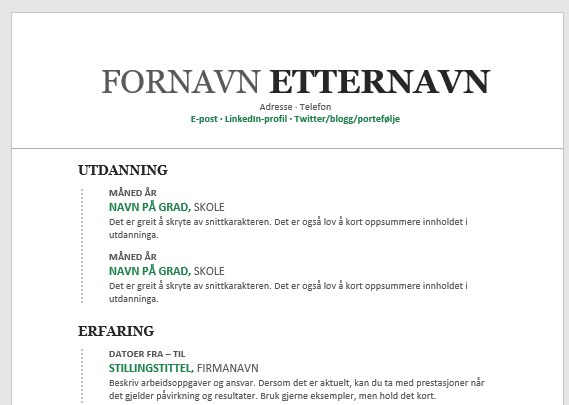 FORNAVN ETTERNAVN
Adresse · Telefon
E-post · LinkedIn-profil · Twitter/blogg/portefølje
UTDANNING
MÅNED ÅR
NAVN PÅ GRAD, SKOLE
Det er greit å skryte av snittkarakteren. Det er også lov å kort oppsummere innholdet i
utdanninga.
MÅNED ÅR
NAVN PÅ GRAD, SKOLE
Det er greit å skryte av snittkarakteren. Det er også lov å kort oppsummere innholdet i
utdanninga.
ERFARING
DATOER FRA – TIL
STILLINGSTITTEL, FIRMANAVN
Beskriv arbeidsoppgaver og ansvar. Dersom det er aktuelt, kan du ta med prestasjoner når
det gjelder påvirkning og resultater. Bruk gjerne eksempler, men hold det kort.